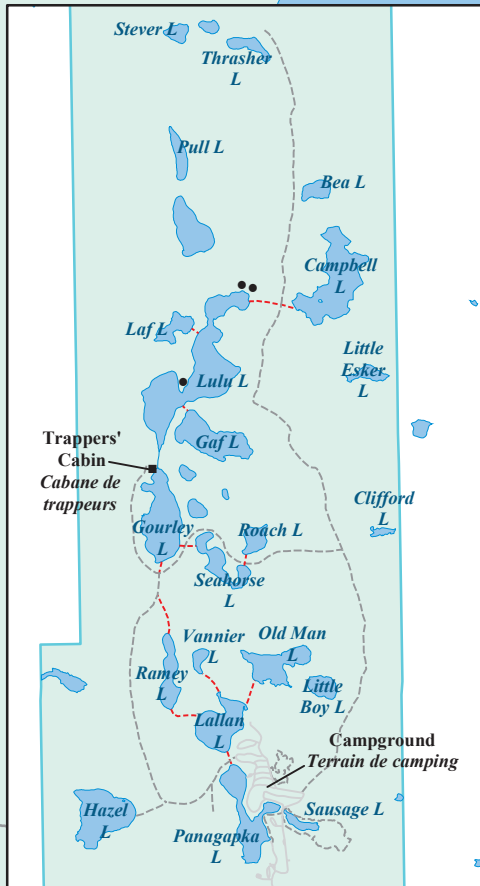 Stever L
Thrasher
L
Pull L
Bea L
Campbell
L
Laf L
Little
Esker
L
Lulu L
Gaf L
Trappers'
Cabin
Cabane de
trappeurs
Clifford
L
Gourley
L
Roach L
Seahorse
L
Vannier
L
Old Man
L
Ramey
L
Little
Boy L
Lallan
L
Campground
Terrain de camping
Hazel
L
Sausage L
Panagapka
L